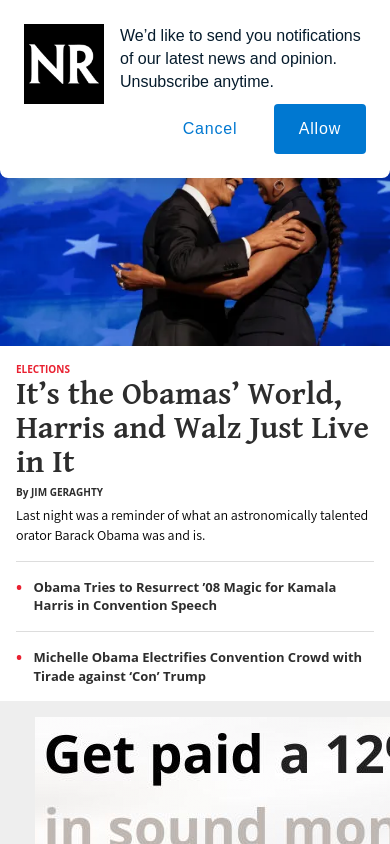 NR
We’d like to send you notifications
of our latest news and opinion.
Unsubscribe anytime.
Cancel
Allow
ELECTIONS
It’s the Obamas’ World,
Harris and Walz Just Live
in It
By JIM GERAGHTY
Last night was a reminder of what an astronomically talented
orator Barack Obama was and is.
Obama Tries to Resurrect ’08 Magic for Kamala
Harris in Convention Speech
Michelle Obama Electrifies Convention Crowd with
Tirade against ‘Con’ Trump
Get paid a 12%
in sound mon